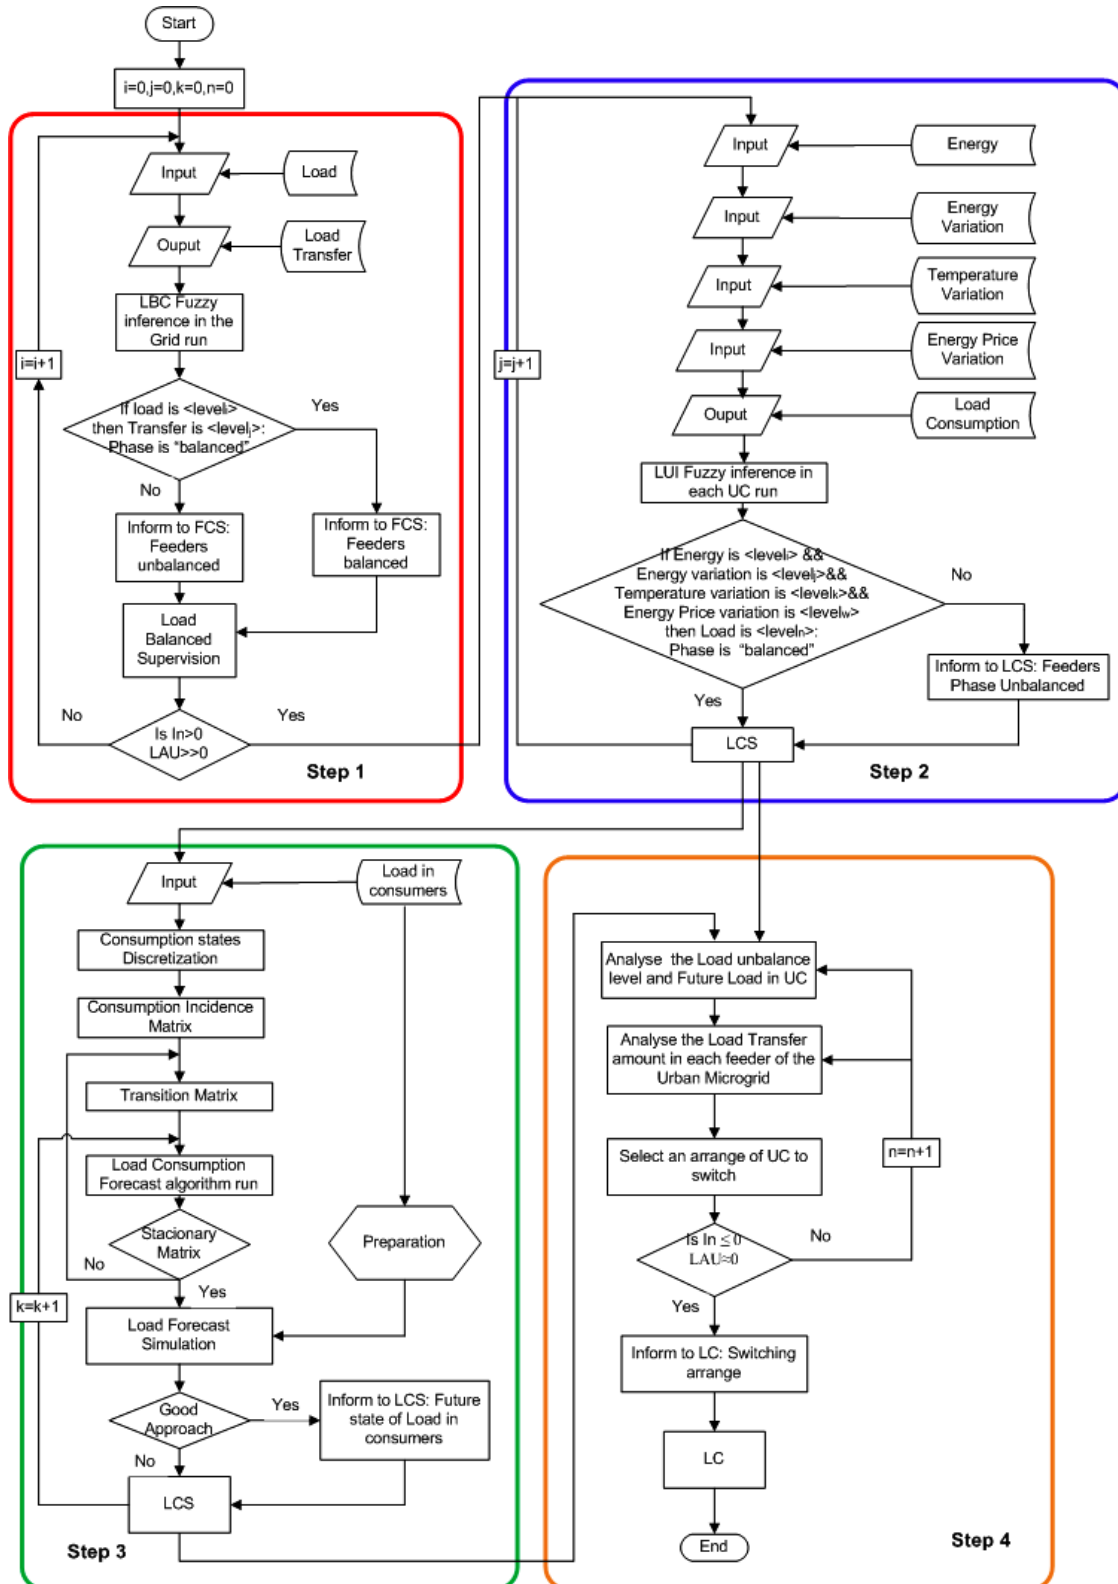 Start
i=0,j=0,k=0,n=0
Input
Load
Ouput
Load
Transfer
LBC Fuzzy
inference in the
Grid run
i=i+1
If load is <leveli>
then Transfer is <levelj>:
Phase is “balanced”
Yes
No
Inform to FCS:
Feeders
unbalanced
Inform to FCS:
Feeders
balanced
Load
Balanced
Supervision
No
Is In>0
LAU>>0
Yes
Step 1
Input
Energy
Input
Energy
Variation
Input
Temperature
Variation
Input
Energy Price
Variation
j=j+1
Ouput
Load
Consumption
LUI Fuzzy inference in
each UC run
If Energy is <leveli> &&
Energy variation is <levelj>&&
Temperature variation is <levelk>&&
Energy Price variation is <levelw>
then Load is <leveln>:
Phase is “balanced”
No
Inform to LCS: Feeders
Phase Unbalanced
Yes
LCS
Step 2
Input
Load in
consumers
Consumption states
Discretization
Consumption Incidence
Matrix
Transition Matrix
Load Consumption
Forecast algorithm run
Stacionary
Matrix
No
Yes
Preparation
k=k+1
Load Forecast
Simulation
Good
Approach
Yes
Inform to LCS: Future
state of Load in
consumers
No
LCS
Step 3
Analyse the Load unbalance
level and Future Load in UC
Analyse the Load Transfer
amount in each feeder of the
Urban Microgrid
Select an arrange of UC to
switch
n=n+1
Is In ≤ 0
LAU≈0
No
Yes
Inform to LC: Switching
arrange
LC
End
Step 4